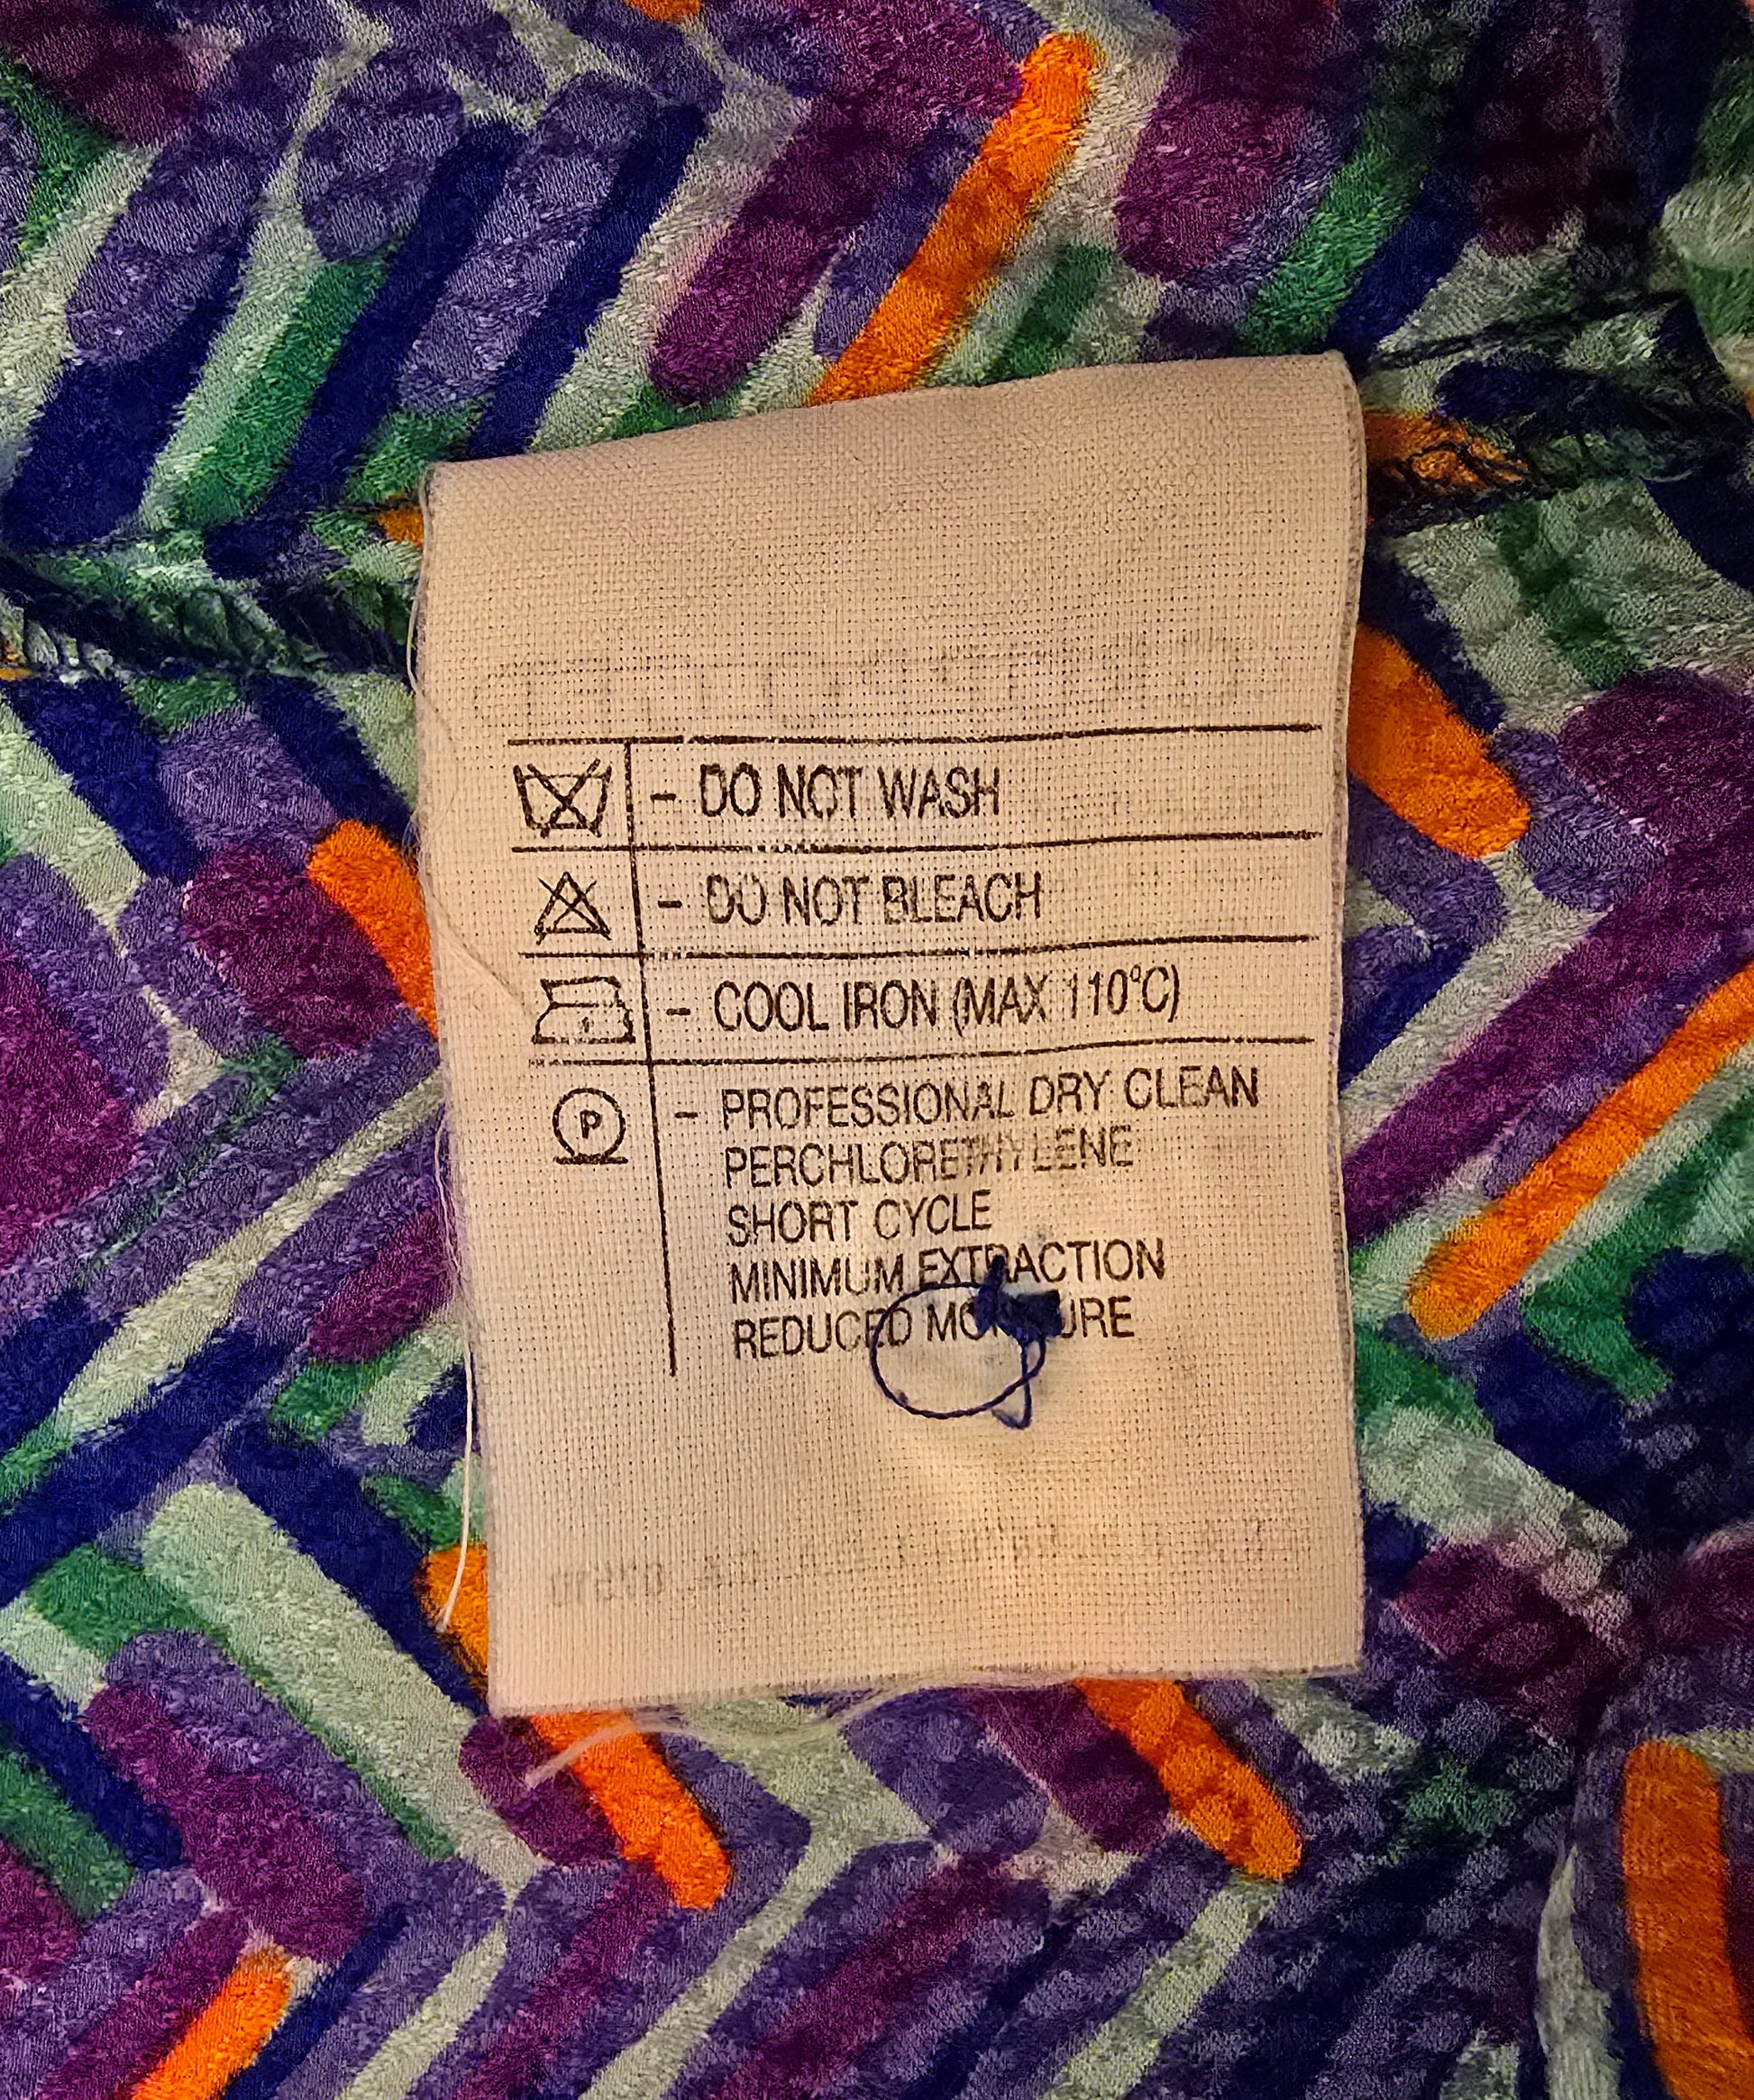 - DO NOT WASH
- DO NOT BLEACH
- COOL IRON (MAX 110°C)
P - PROFESSIONAL DRY CLEAN
PERCHLORETHYLENE
SHORT CYCLE
MINIMUM EXTRACTION
REDUCED MOISTURE